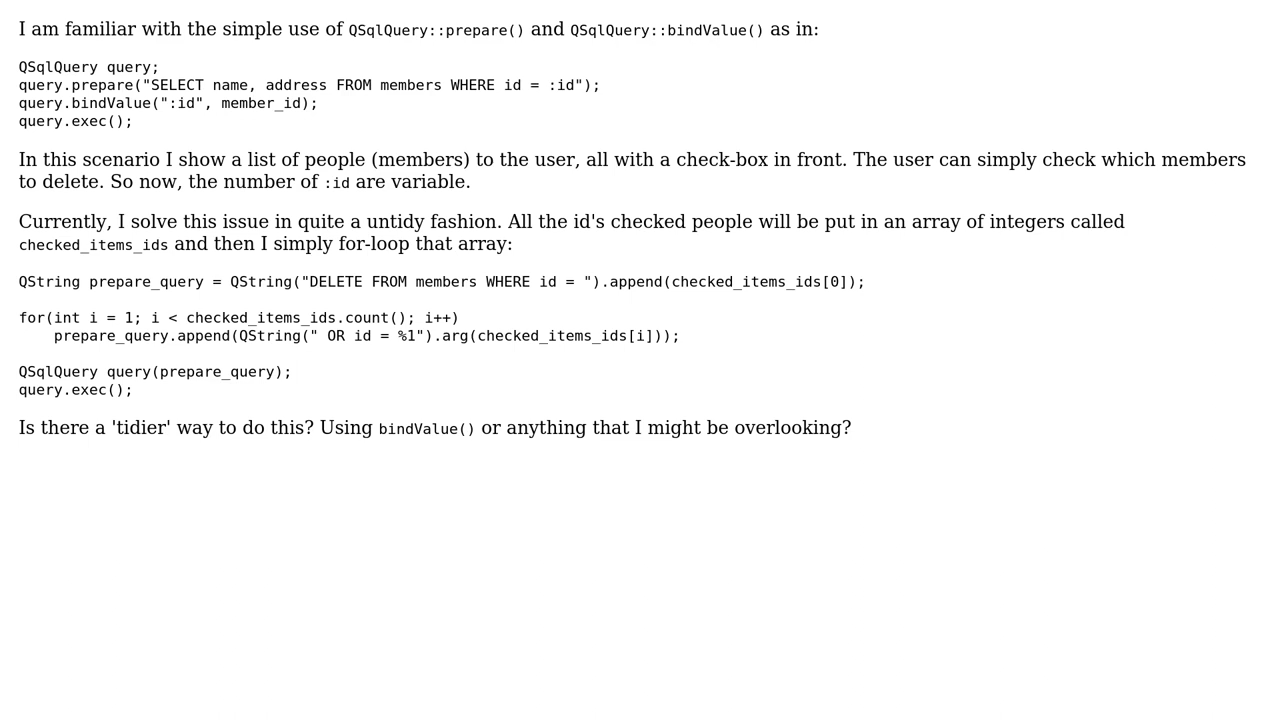 I am familiar with the simple use of QSqlQuery::prepare() and QSqlQuery::bindValue() as in:
QSqlQuery query;
query.prepare("SELECT name, address FROM members WHERE id = :id");
query.bindValue(":id", member_id);
query.exec();
In this scenario I show a list of people (members) to the user, all with a check-box in front. The user can simply check which members
to delete. So now, the number of :id are variable.
Currently, I solve this issue in quite a untidy fashion. All the id's checked people will be put in an array of integers called
checked_items_ids and then I simply for-loop that array:
QString prepare_query = QString("DELETE FROM members WHERE id = ").append(checked_items_ids[0]);
for(int i = 1; i < checked_items_ids.count(); i++)
    prepare_query.append(QString(" OR id = %1").arg(checked_items_ids[i]));
QSqlQuery query(prepare_query);
query.exec();
Is there a 'tidier' way to do this? Using bindValue() or anything that I might be overlooking?